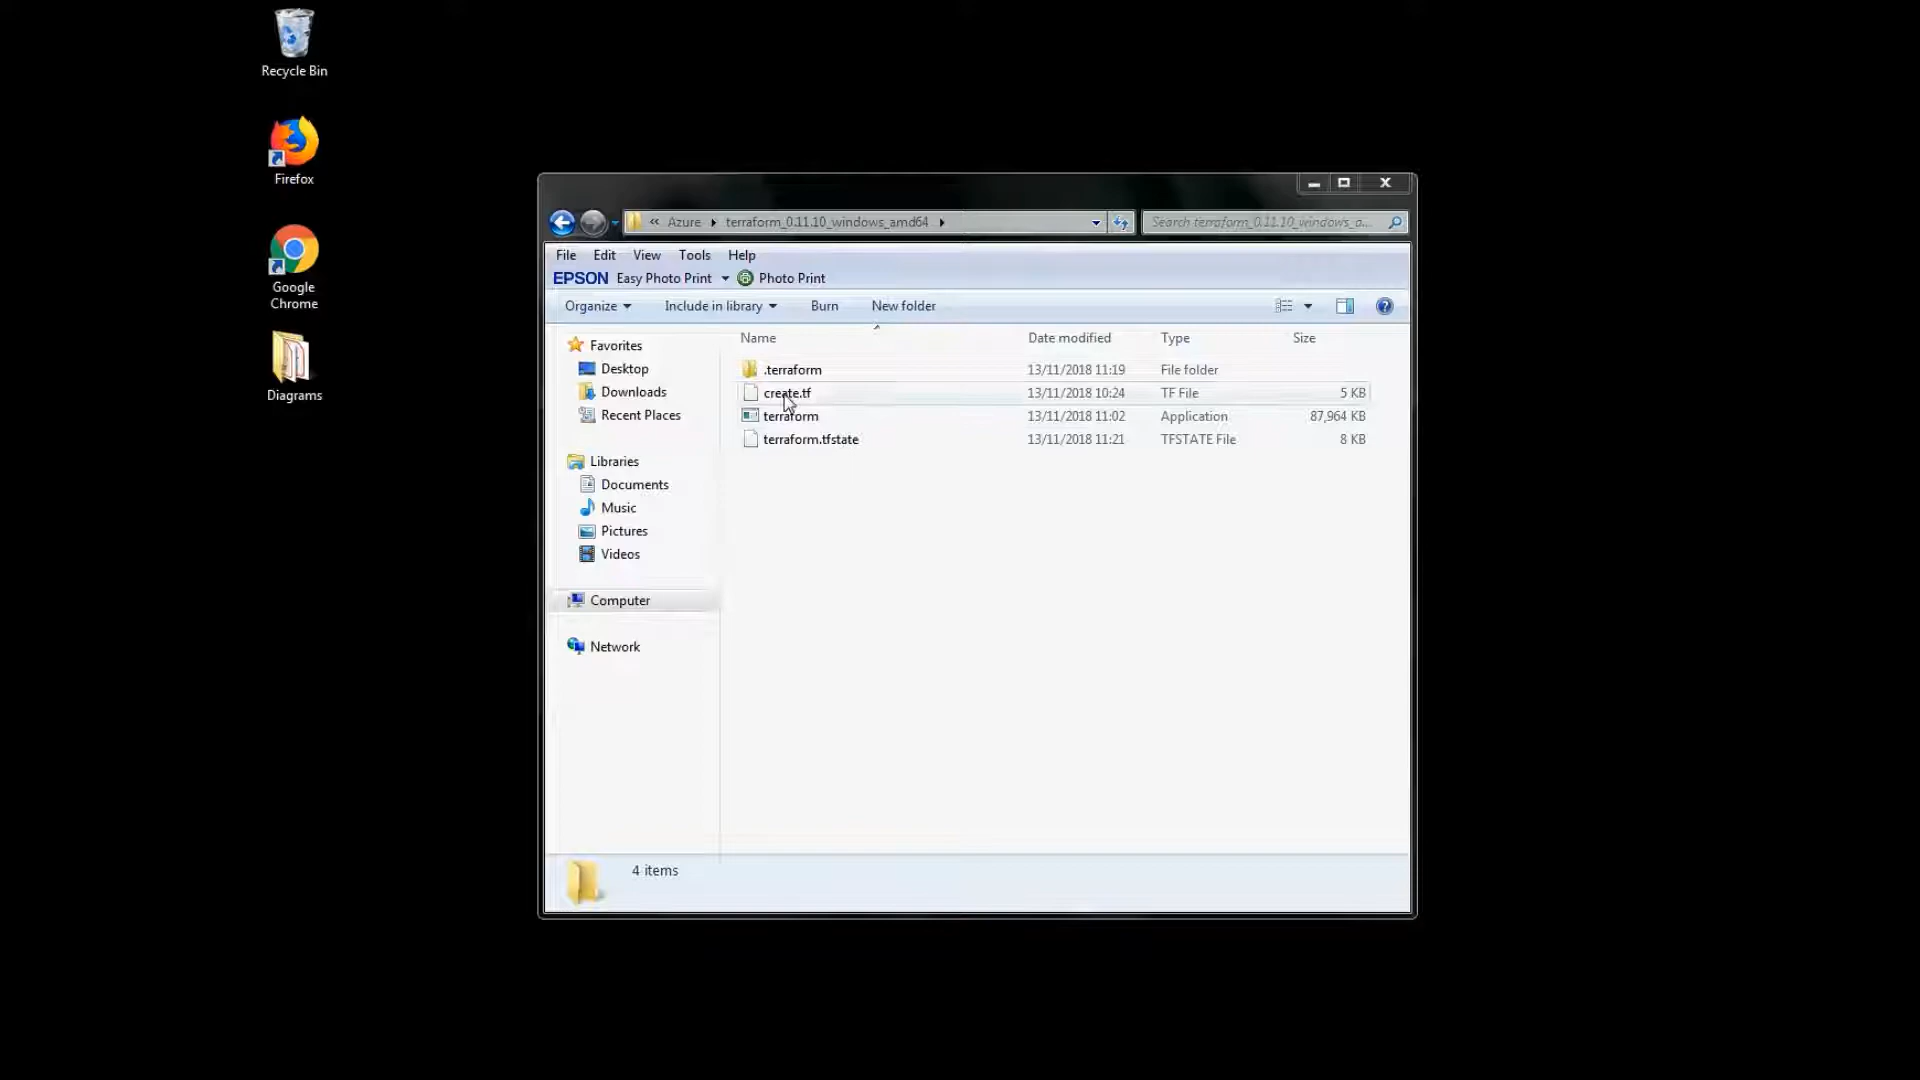 Recycle Bin
Firefox
Google
Chrome
Diagrams
« Azure terraform_0.11.10_windows_amd64
Search terraform_0.11.10_windows_a...
File Edit View Tools Help
EPSON Easy Photo Print Photo Print
Organize Include in library Burn New folder
Name Date modified Type Size
.terraform 13/11/2018 11:19 File folder
create.tf 13/11/2018 10:24 TF File 5 KB
terraform 13/11/2018 11:02 Application 87,964 KB
terraform.tfstate 13/11/2018 11:21 TFSTATE File 8 KB
Favorites
Desktop
Downloads
Recent Places
Libraries
Documents
Music
Pictures
Videos
Computer
Network
4 items